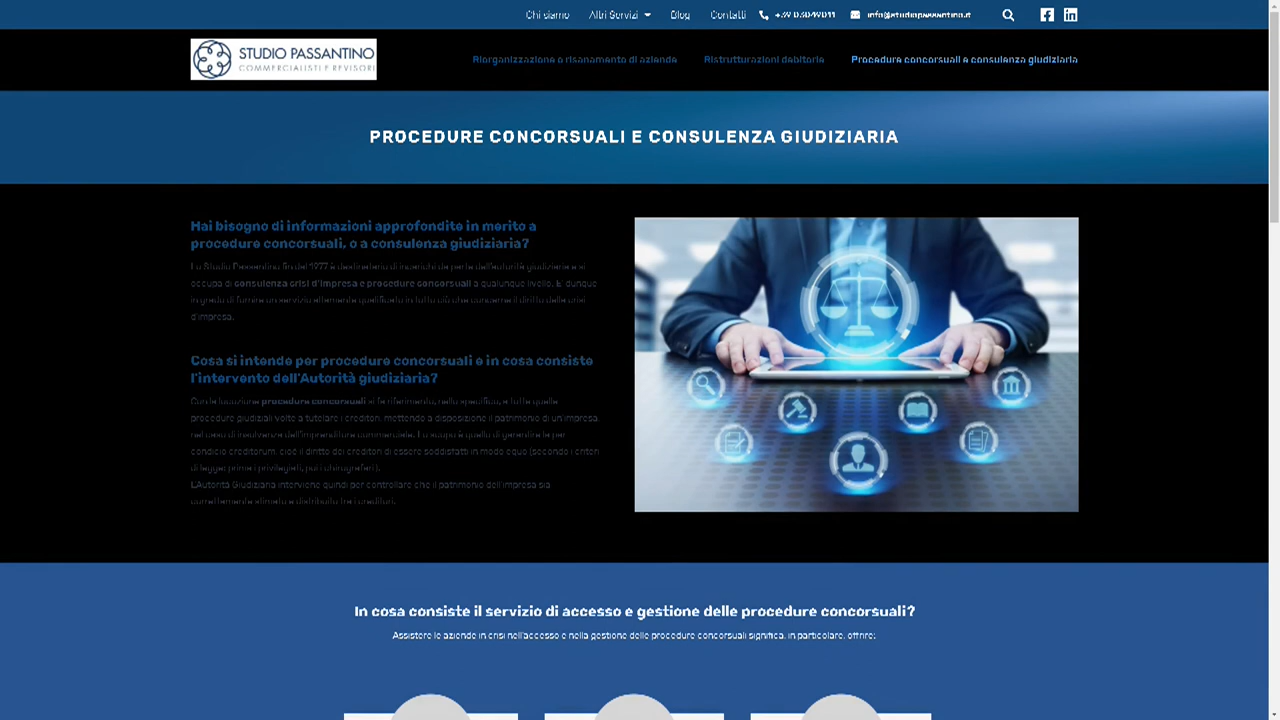 Chi siamo Altri Servizi Blog Contatti info@studiopassantino.it
STUDIO PASSANTINO
COMMERCIALISTI E REVISORI
Riorganizzazione e risanamento di aziende Ristrutturazioni debitorie Procedure concorsuali e consulenza giudiziaria
PROCEDURE CONCORSUALI E CONSULENZA GIUDIZIARIA
Hai bisogno di informazioni approfondite in merito a
procedure concorsuali, o a consulenza giudiziaria?
Lo Studio Passantino fin dal 1977 è destinatario di incarichi da parte dell'autorità giudiziaria e si
occupa di consulenza crisi d'impresa e procedure concorsuali a qualunque livello. E' dunque
in grado di fornire un servizio altamente qualificato in tutto ciò che concerne il diritto della crisi
d'impresa.
Cosa si intende per procedure concorsuali e in cosa consiste
l'intervento dell'Autorità giudiziaria?
Con la locuzione procedure concorsuali si fa riferimento, nello specifico, a tutte quelle
procedure giudiziali volte a tutelare i creditori, mettendo a disposizione il patrimonio di un'impresa
nel caso di insolvenza dell'imprenditore commerciale. Lo scopo è quello di garantire la par
condicio creditorum, cioè il diritto dei creditori di essere soddisfatti in modo equo (secondo i criteri
di legge: prima i privilegiati, poi i chirografari).
L'Autorità Giudiziaria interviene quindi per controllare che il patrimonio dell'impresa sia
correttamente stimato e distribuito tra i creditori.
In cosa consiste il servizio di accesso e gestione delle procedure concorsuali?
Assistere le aziende in crisi nell'accesso e nella gestione delle procedure concorsuali significa, in particolare, offrire: